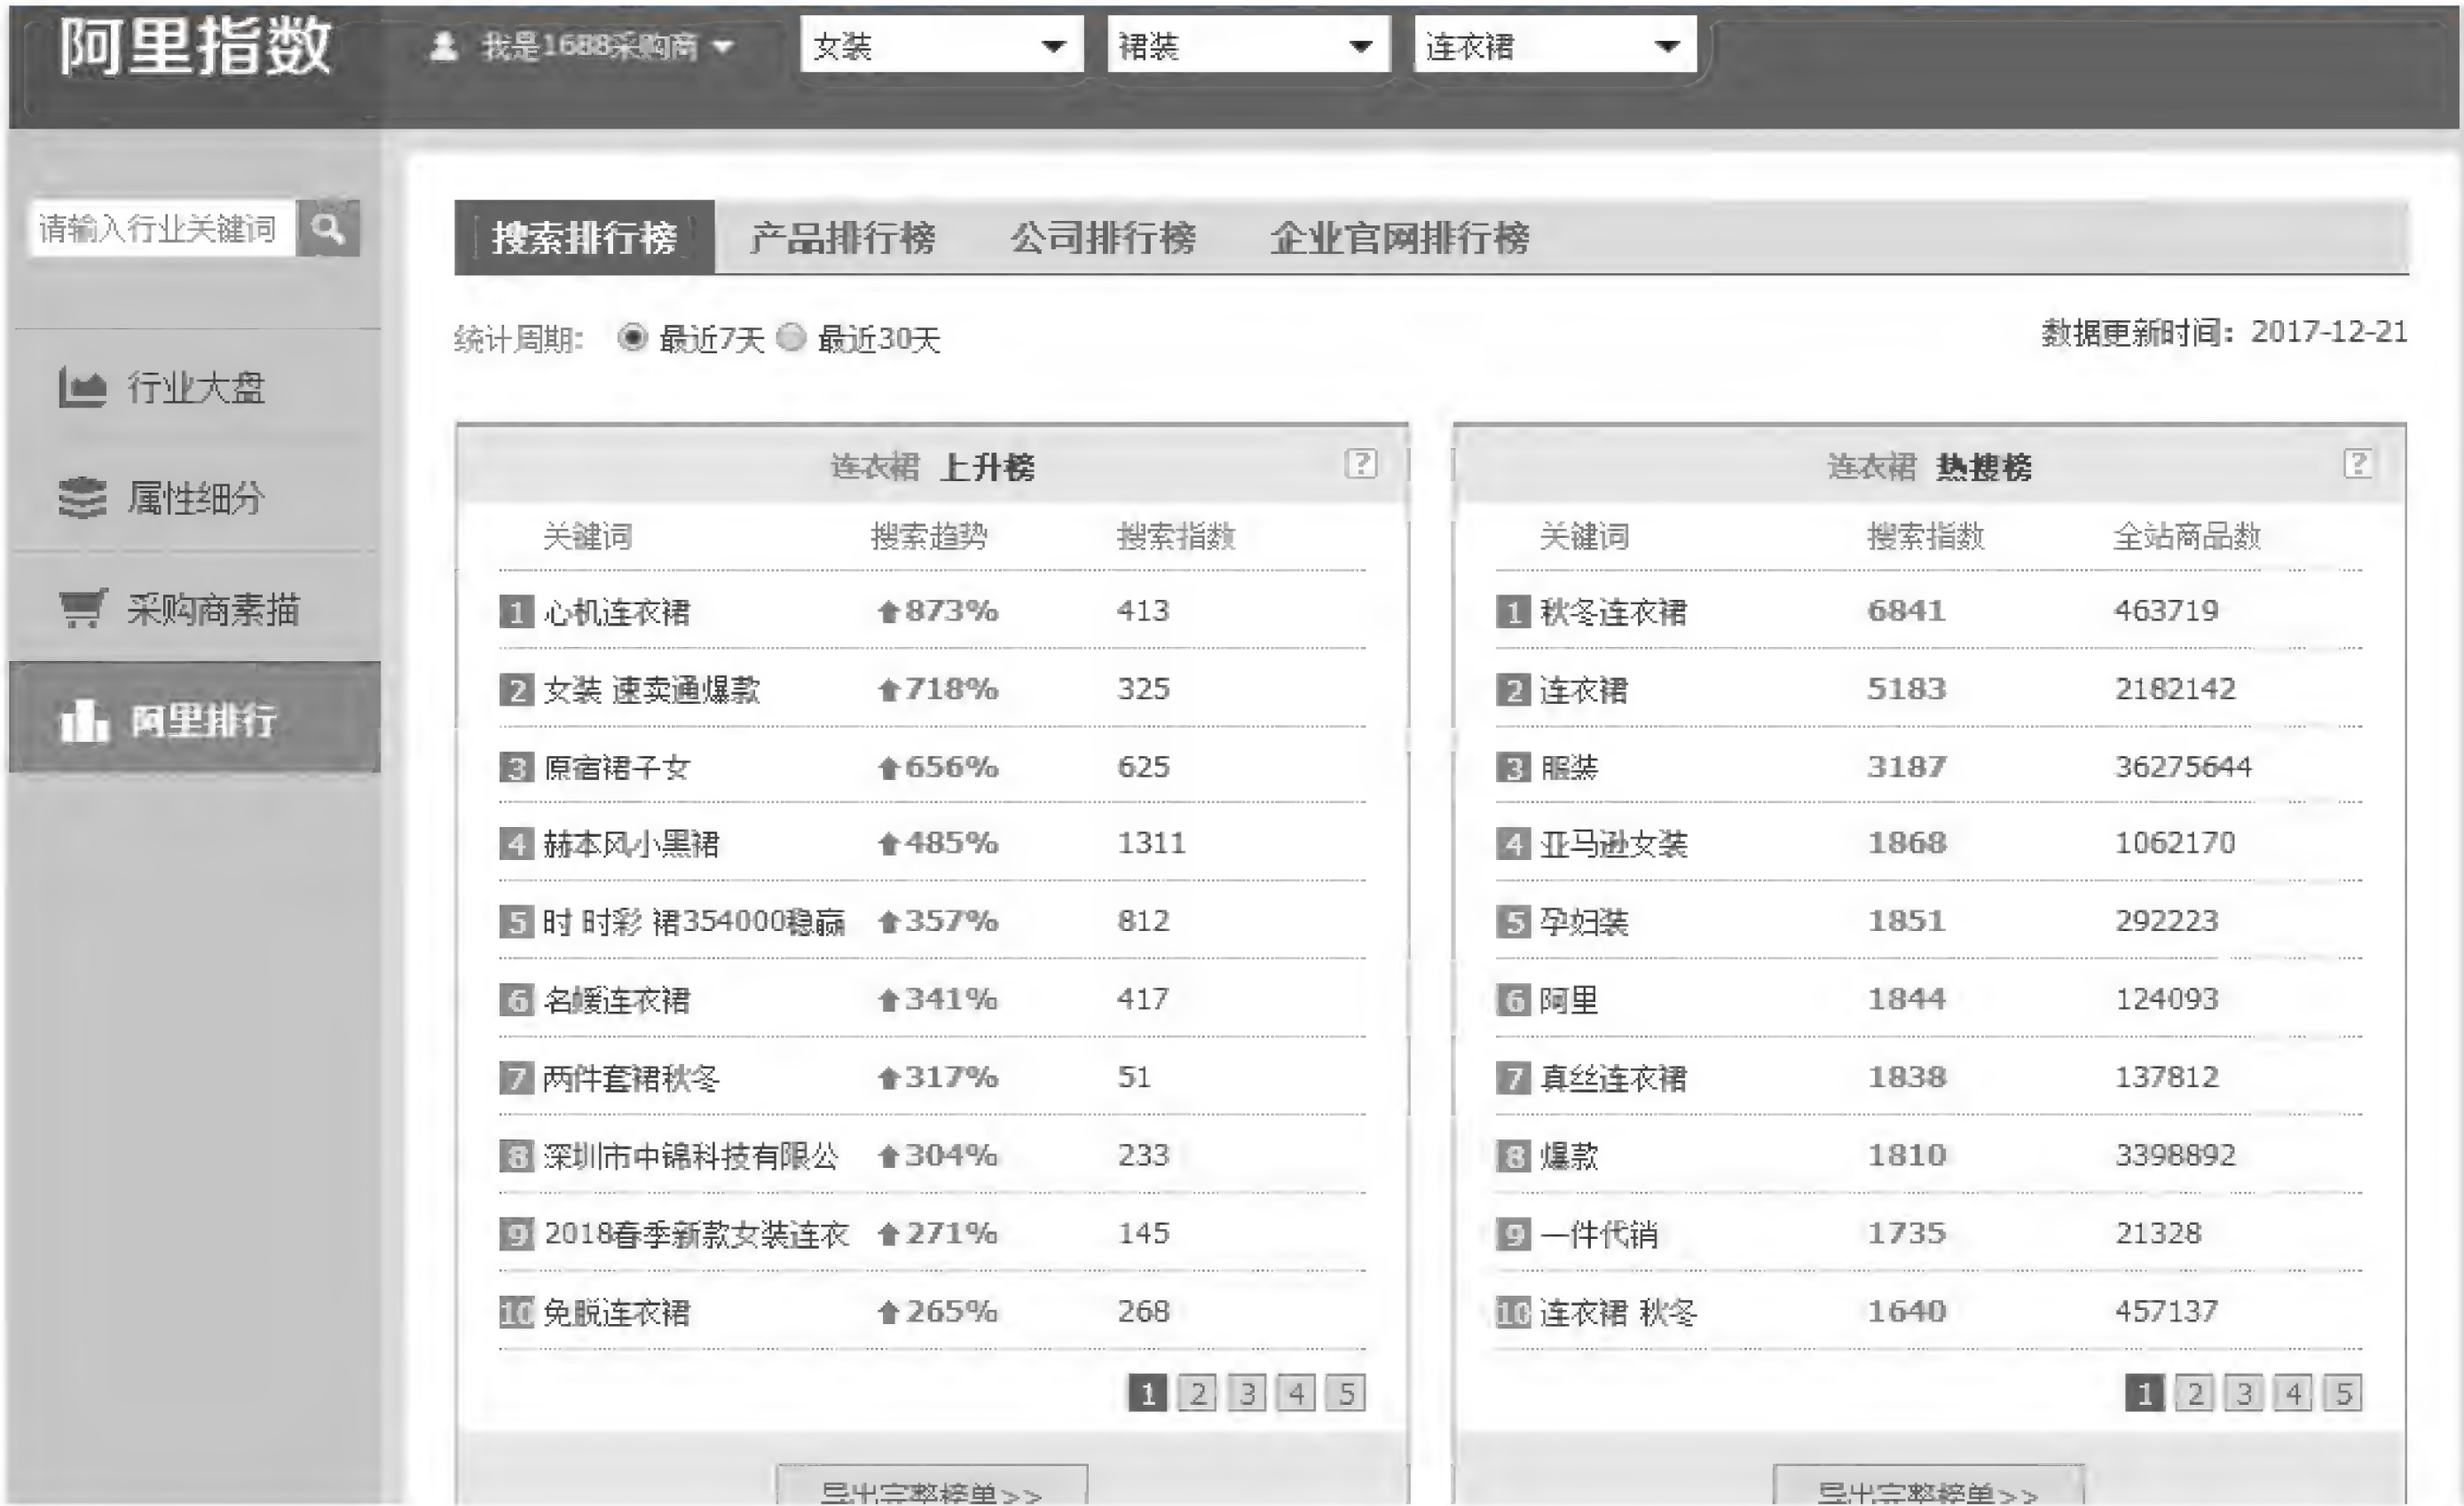 阿里指数 我是1688采购商 女装 裙装 连衣裙
请输入行业关键词
行业大盘
属性细分
采购商素描
阿里排行
搜索排行榜 产品排行榜 公司排行榜 企业官网排行榜
统计周期: 最近7天 最近30天 数据更新时间: 2017-12-21
连衣裙 上升榜 ?
关键词 搜索趋势 搜索指数
1 心机连衣裙 873% 413
2 女装 速卖通爆款 718% 325
3 原宿裙子女 656% 625
4 赫本风小黑裙 485% 1311
5 时 时彩 裙354000稳赢 357% 812
6 名媛连衣裙 341% 417
7 两件套裙秋冬 317% 51
8 深圳市中锦科技有限公 304% 233
9 2018春季新款女装连衣 271% 145
10 免脱连衣裙 265% 268
1 2 3 4 5
导出完整榜单>>
连衣裙 热搜榜 ?
关键词 搜索指数 全站商品数
1 秋冬连衣裙 6841 463719
2 连衣裙 5183 2182142
3 服装 3187 36275644
4 亚马逊女装 1868 1062170
5 孕妇装 1851 292223
6 阿里 1844 124093
7 真丝连衣裙 1838 137812
8 爆款 1810 3398892
9 一件代销 1735 21328
10 连衣裙 秋冬 1640 457137
1 2 3 4 5
导出完整榜单>>